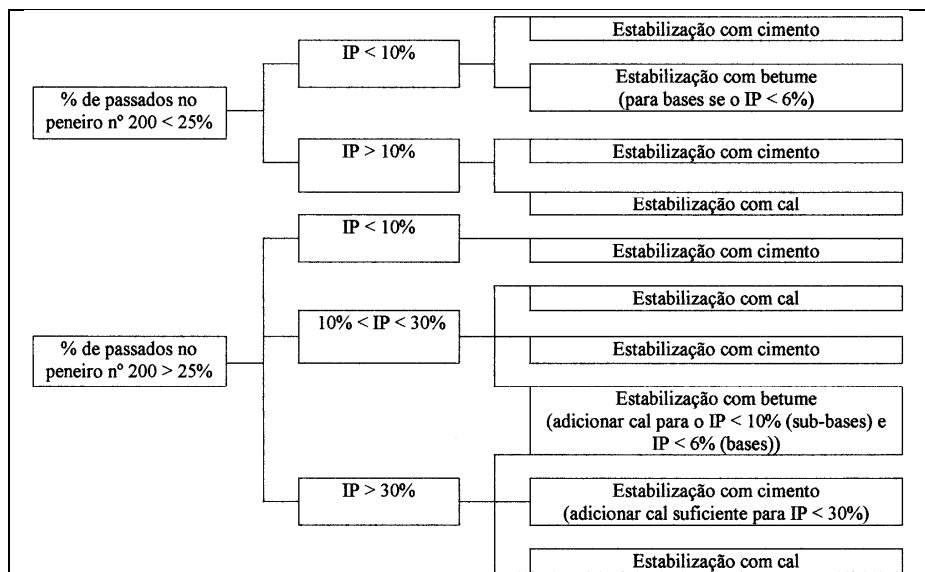 % de passados no
peneiro nº 200 < 25%
IP < 10%
Estabilização com cimento
Estabilização com betume
(para bases se o IP < 6%)
IP > 10%
Estabilização com cimento
Estabilização com cal
% de passados no
peneiro nº 200 > 25%
IP < 10%
Estabilização com cimento
10% < IP < 30%
Estabilização com cal
Estabilização com cimento
Estabilização com betume
(adicionar cal para o IP < 10% (sub-bases) e
IP < 6% (bases))
IP > 30%
Estabilização com cimento
(adicionar cal suficiente para IP < 30%)
Estabilização com cal